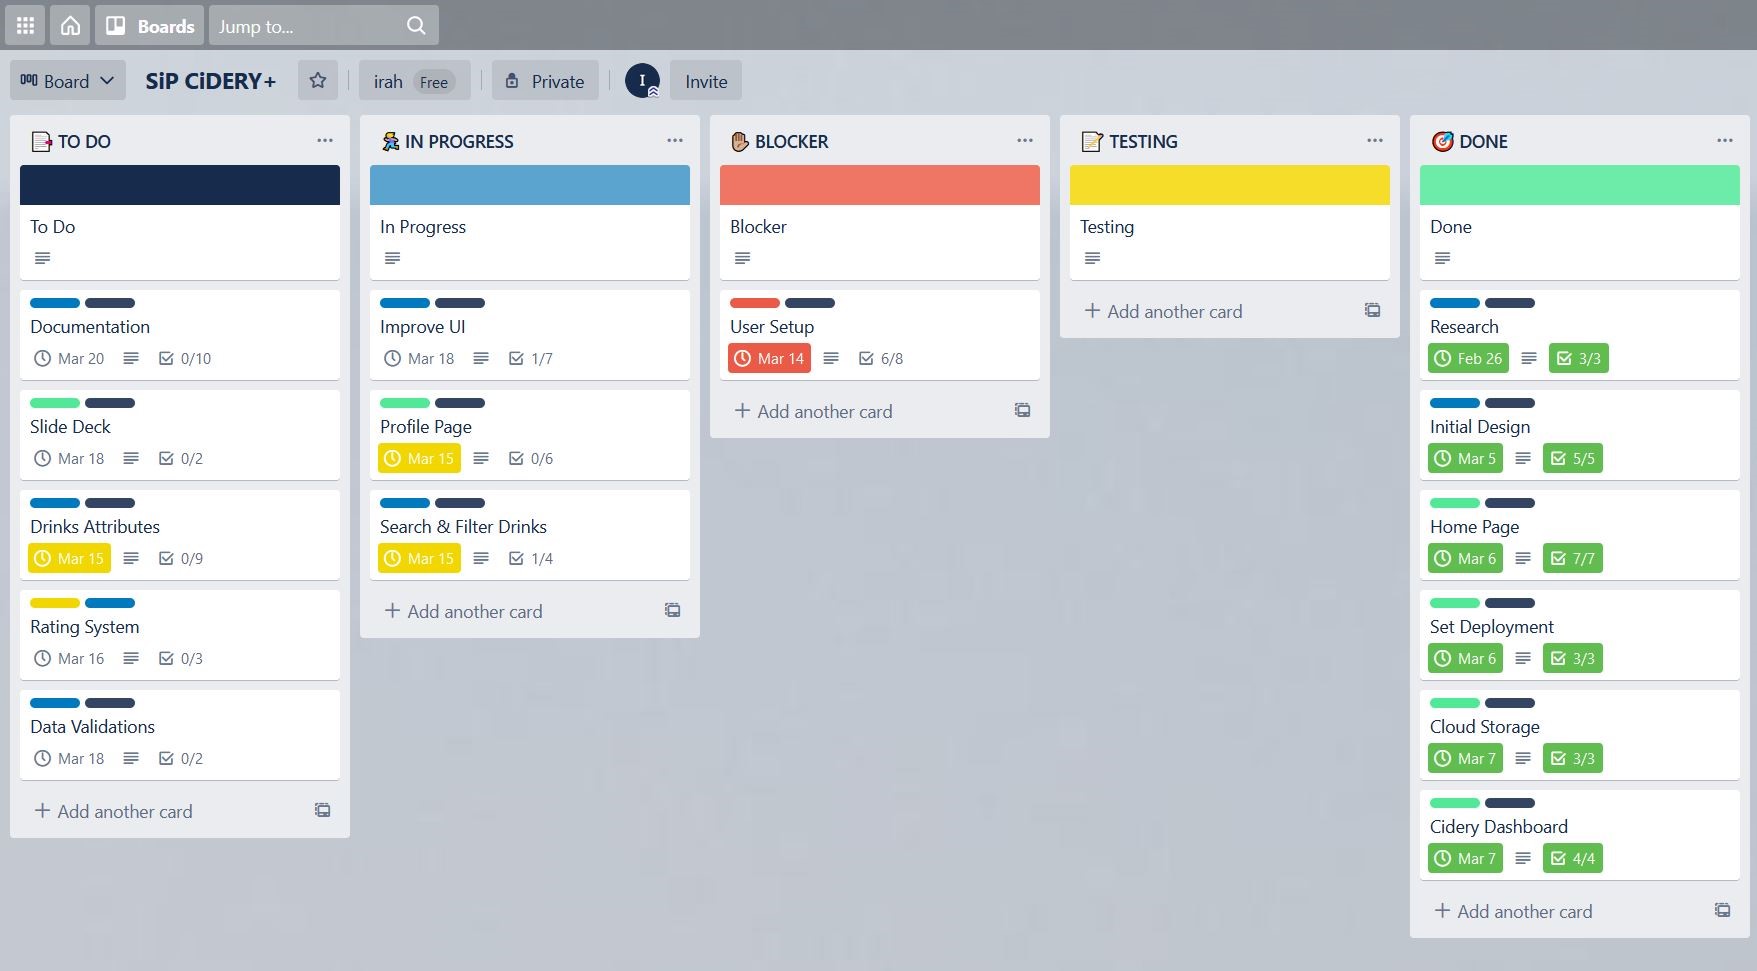 Boards
Jump to...
Board
SiP CiDERY+
irah Free
Private
I
Invite
TO DO
To Do
Documentation
Mar 20 0/10
Slide Deck
Mar 18 0/2
Drinks Attributes
Mar 15 0/9
Rating System
Mar 16 0/3
Data Validations
Mar 18 0/2
+ Add another card
IN PROGRESS
In Progress
Improve UI
Mar 18 1/7
Profile Page
Mar 15 0/6
Search & Filter Drinks
Mar 15 1/4
+ Add another card
BLOCKER
Blocker
User Setup
Mar 14 6/8
+ Add another card
TESTING
Testing
+ Add another card
DONE
Done
Research
Feb 26 3/3
Initial Design
Mar 5 5/5
Home Page
Mar 6 7/7
Set Deployment
Mar 6 3/3
Cloud Storage
Mar 7 3/3
Cidery Dashboard
Mar 7 4/4
+ Add another card